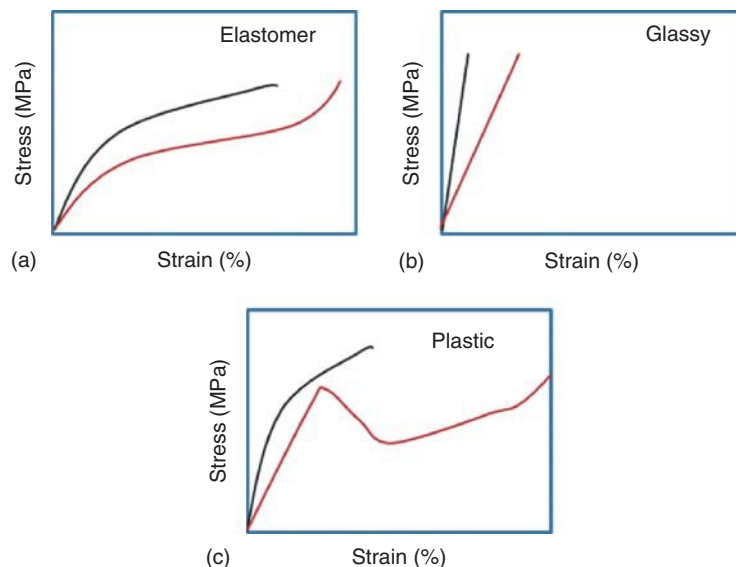 Elastomer
Stress (MPa)
(a)
Strain (%)
Glassy
Stress (MPa)
(b)
Strain (%)
Plastic
Stress (MPa)
(c)
Strain (%)